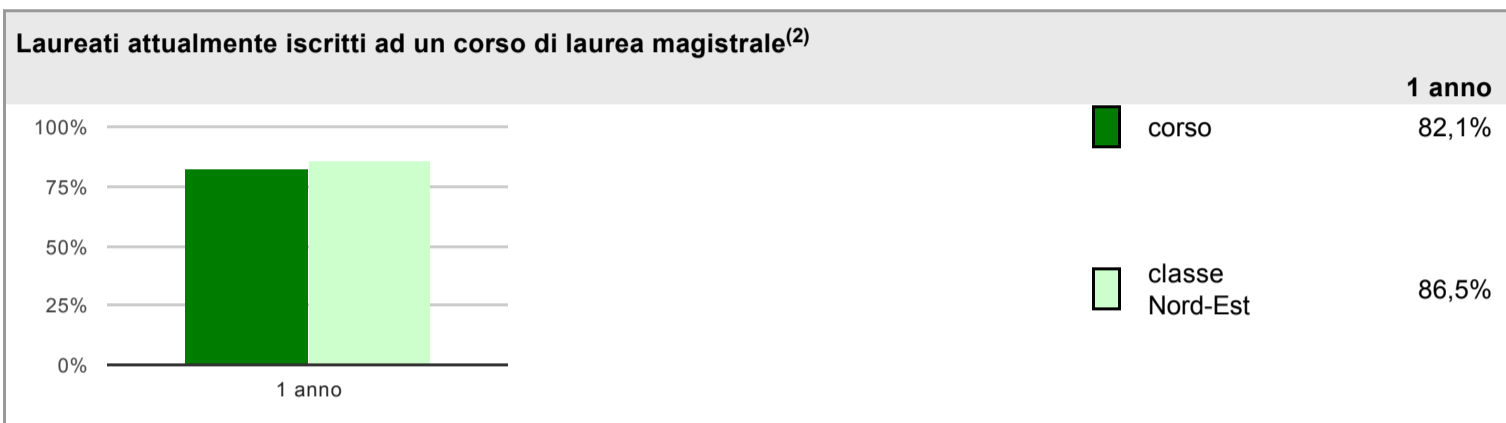 Laureati attualmente iscritti ad un corso di laurea magistrale(2)
1 anno
100%
75%
50%
25%
0%
1 anno
corso 82,1%
classe
Nord-Est 86,5%